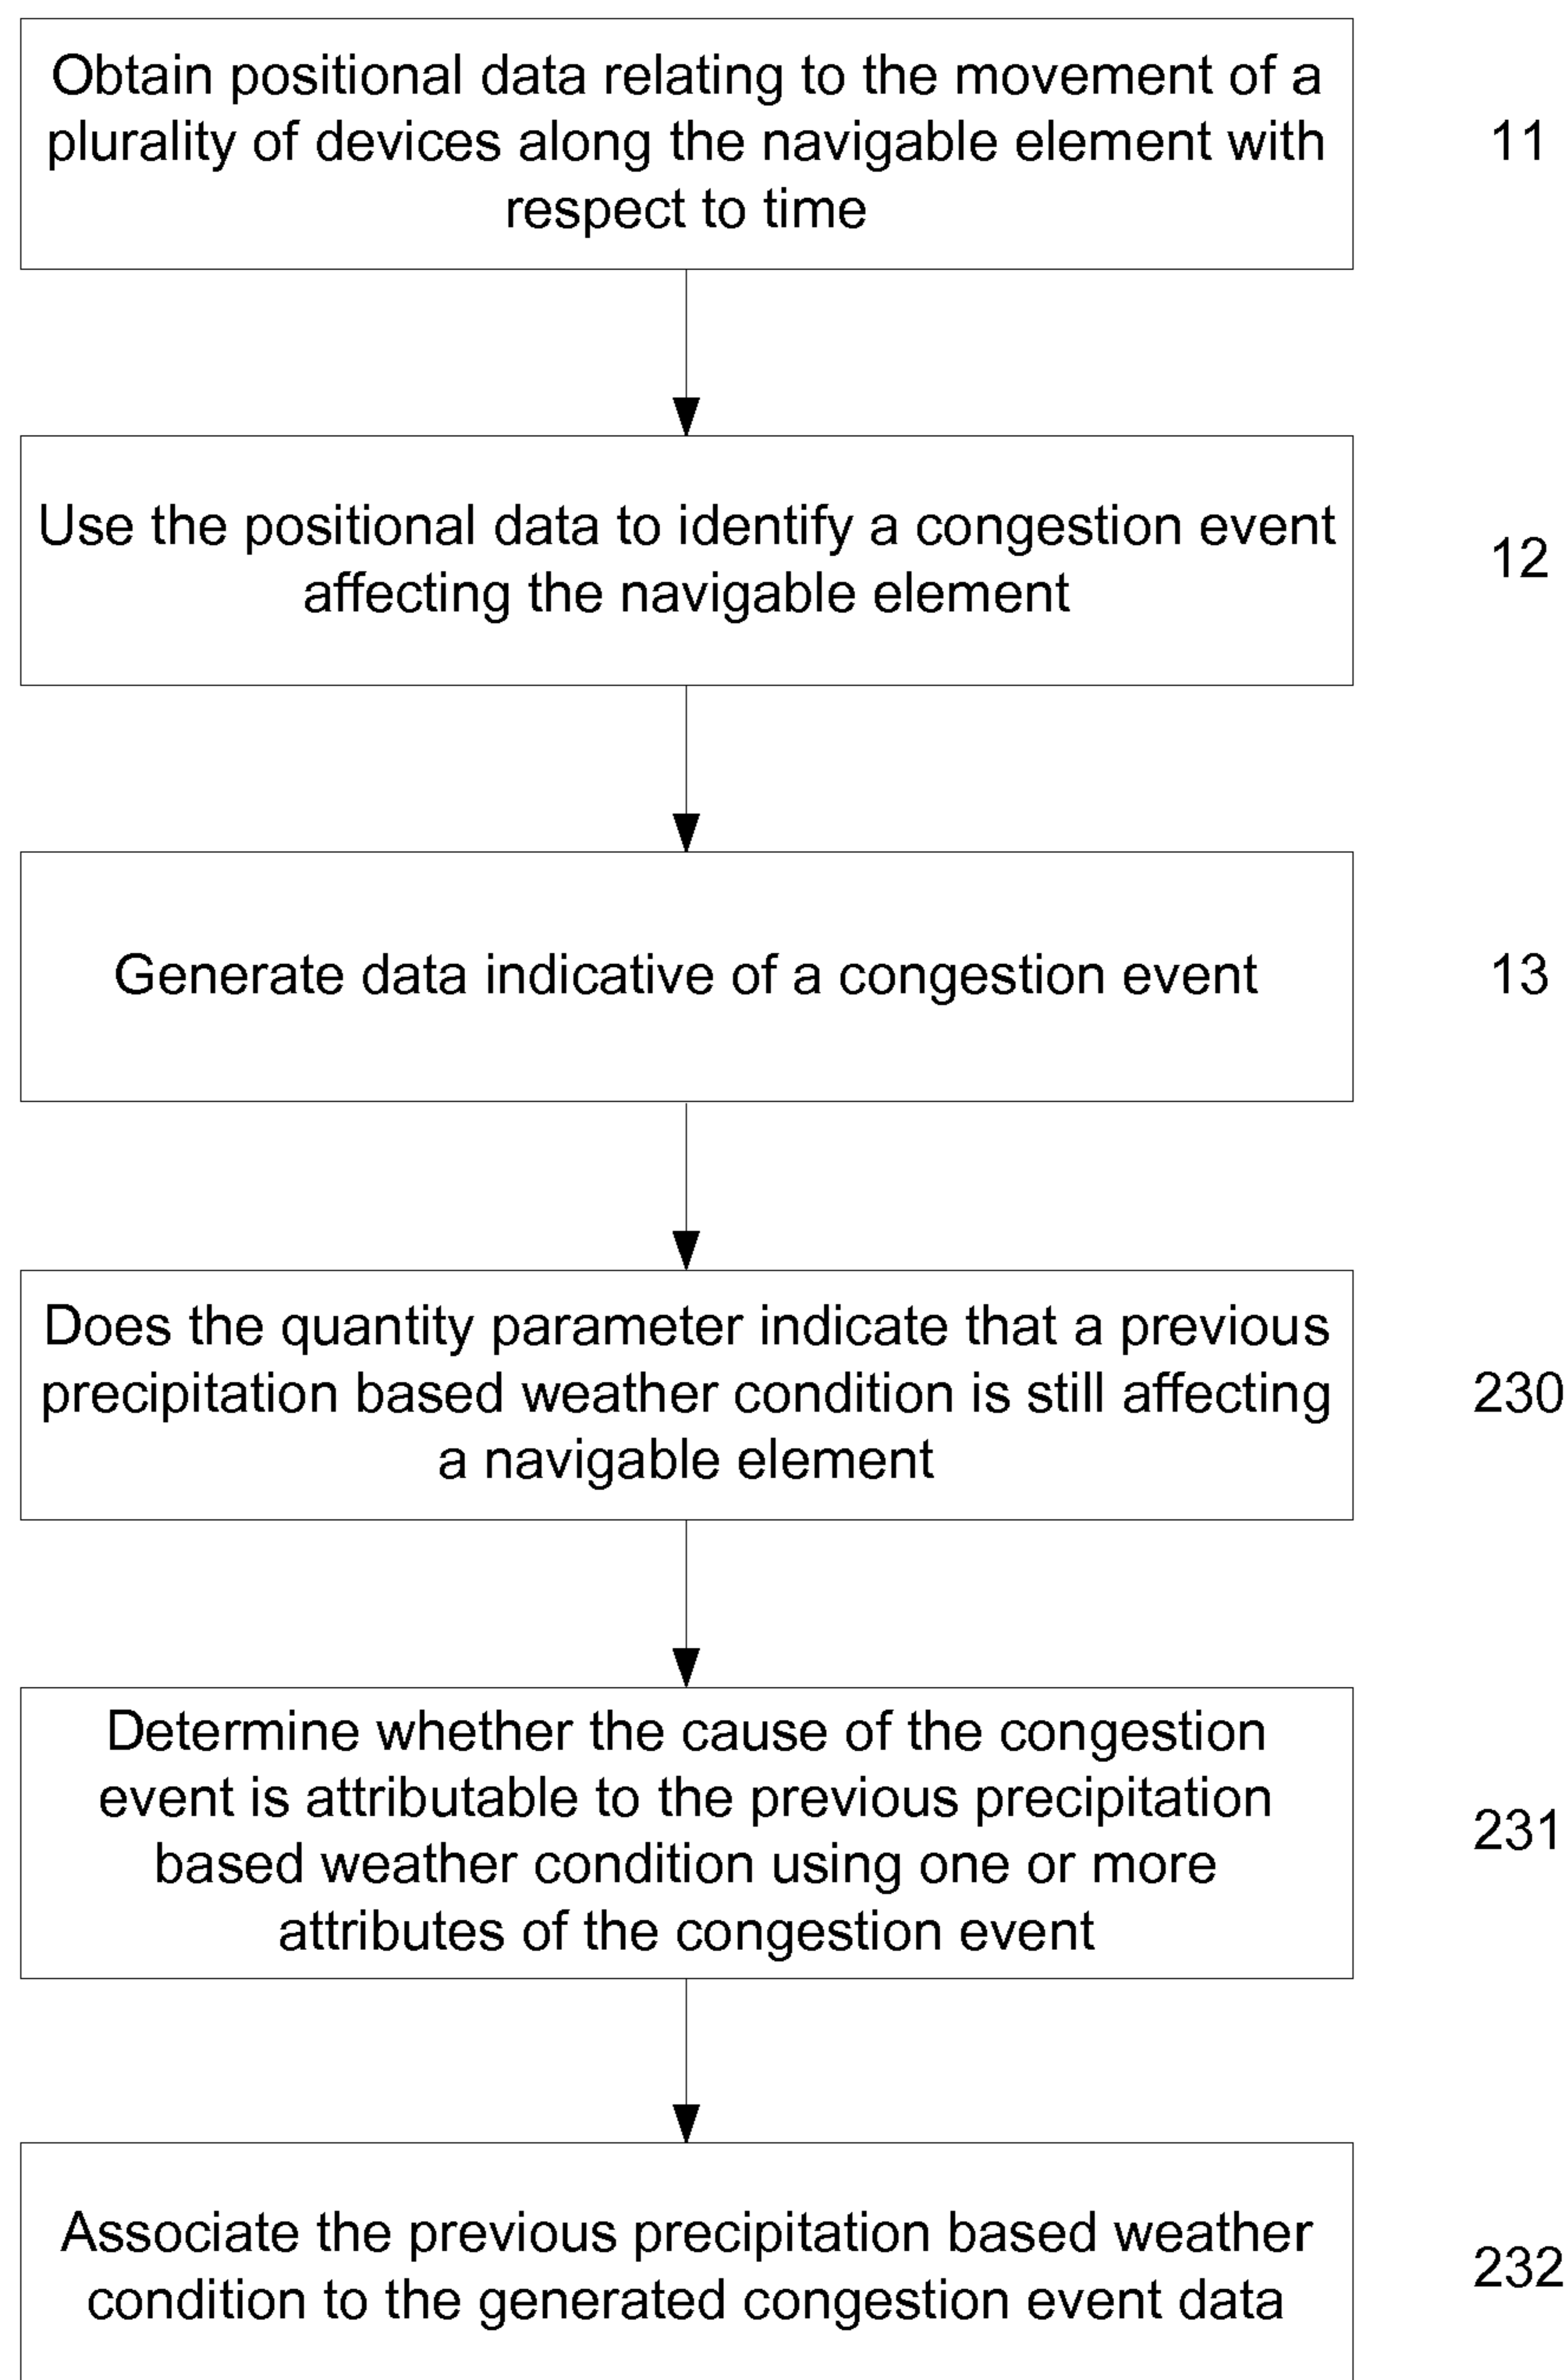 Obtain positional data relating to the movement of a
plurality of devices along the navigable element with
respect to time
11
Use the positional data to identify a congestion event
affecting the navigable element
12
Generate data indicative of a congestion event
13
Does the quantity parameter indicate that a previous
precipitation based weather condition is still affecting
a navigable element
230
Determine whether the cause of the congestion
event is attributable to the previous precipitation
based weather condition using one or more
attributes of the congestion event
231
Associate the previous precipitation based weather
condition to the generated congestion event data
232